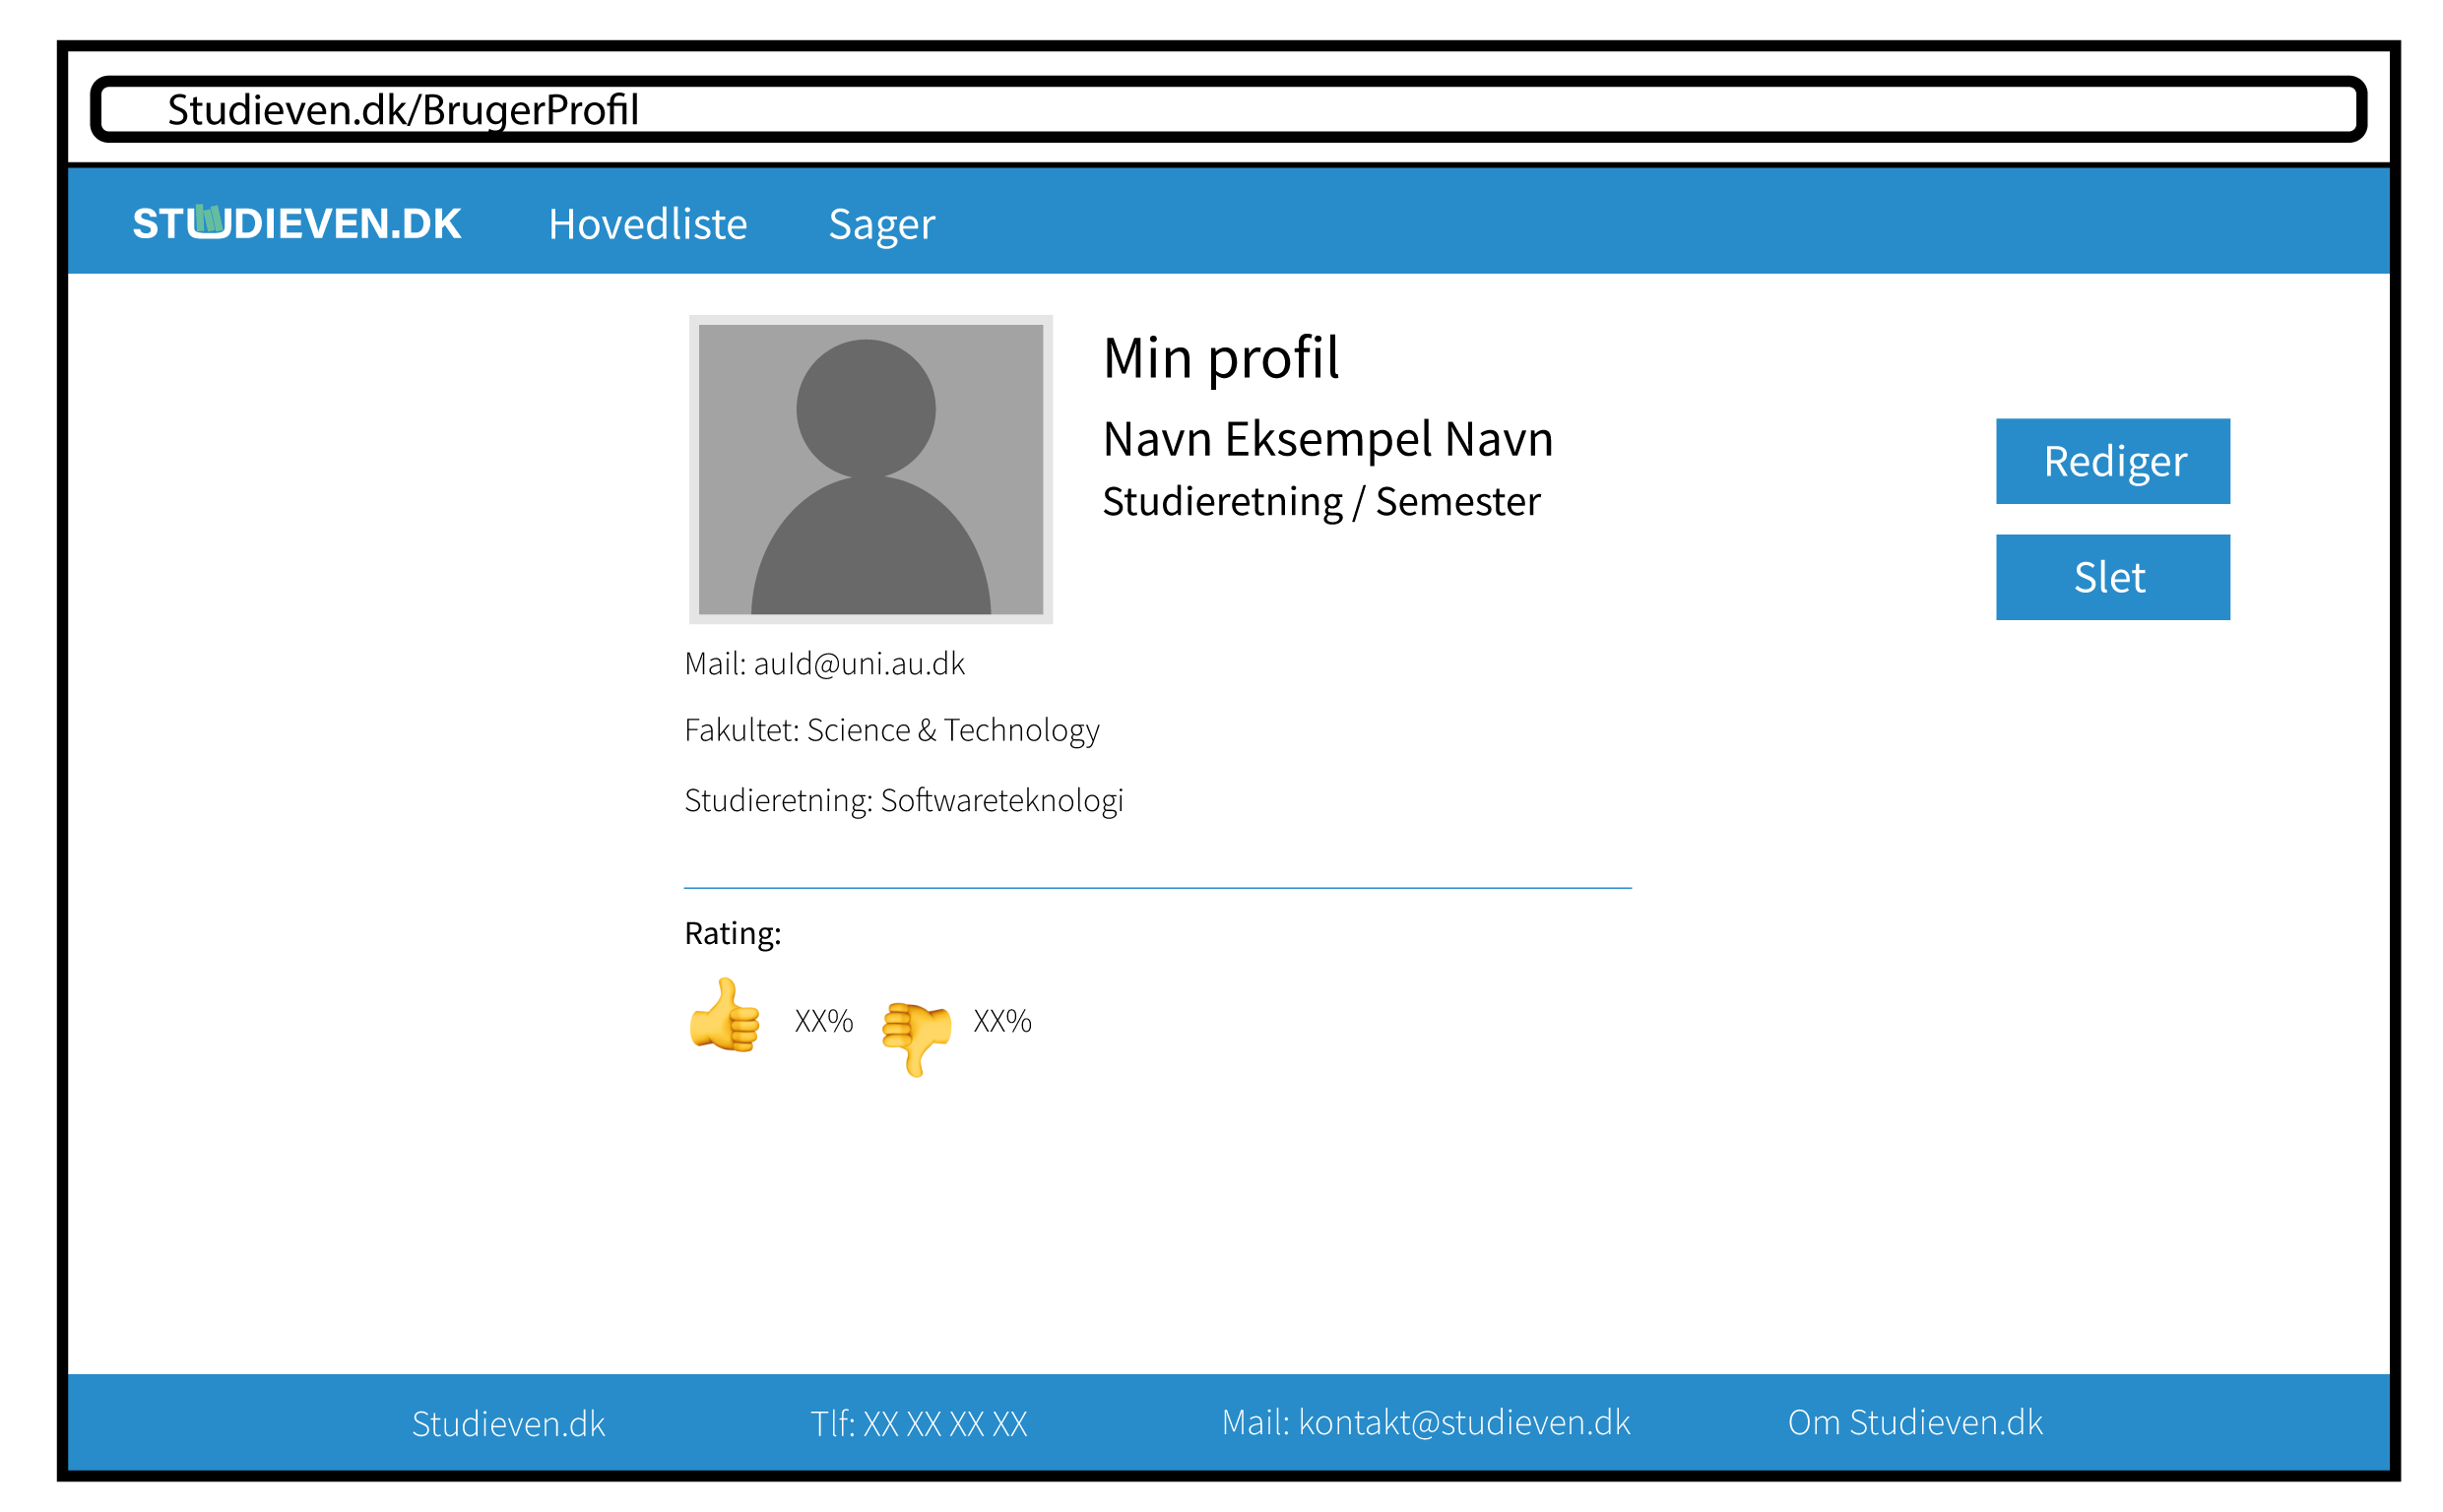 Studieven.dk/BrugerProfil
STUDIEVEN.DK Hovedliste Sager
Min profil
Navn Eksempel Navn
Studieretning / Semester
Rediger
Slet
Mail: auId@uni.au.dk
Fakultet: Science & Technology
Studieretning: Softwareteknologi
Rating:
XX% XX%
Studieven.dk Tlf: XX XX XX XX Mail: kontakt@studieven.dk Om Studieven.dk